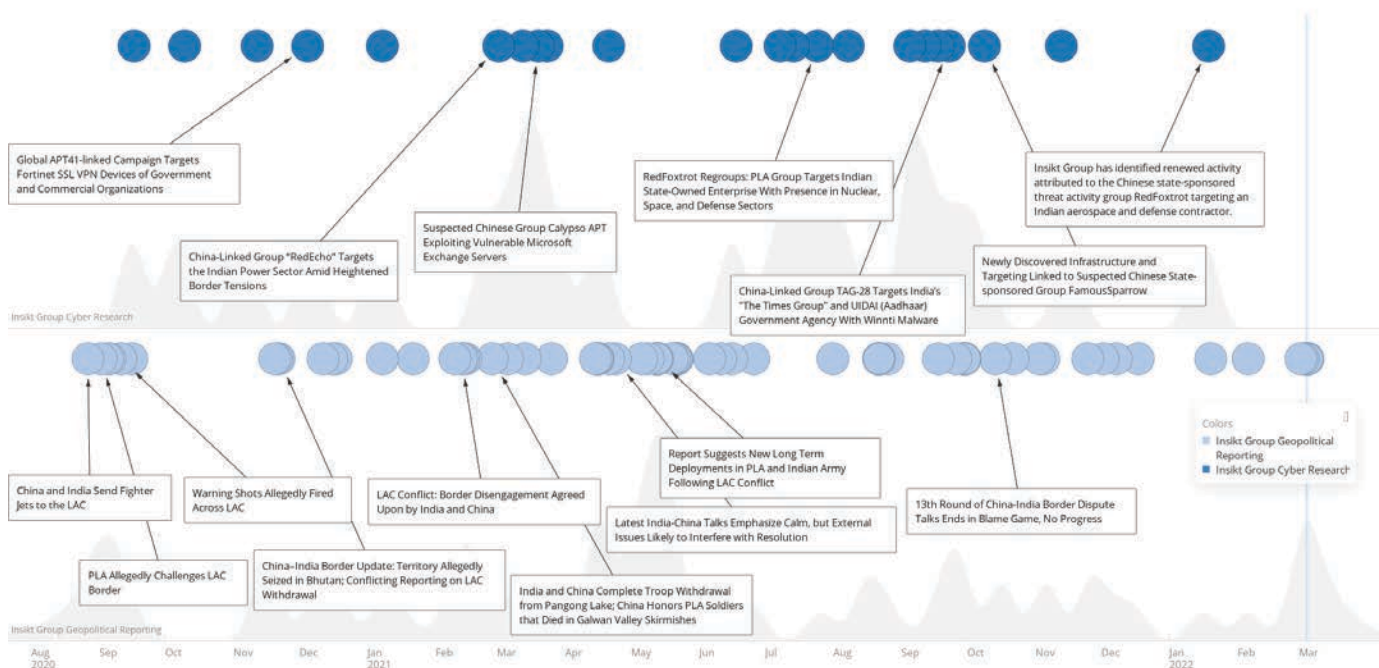 Global APT41-linked Campaign Targets
Fortinet SSL VPN Devices of Government
and Commercial Organizations
China-Linked Group "RedEcho" Targets
the Indian Power Sector Amid Heightened
Border Tensions
Suspected Chinese Group Calypso APT
Exploiting Vulnerable Microsoft
Exchange Servers
RedFoxtrot Regroups: PLA Group Targets Indian
State-Owned Enterprise With Presence in Nuclear,
Space, and Defense Sectors
China-Linked Group TAG-28 Targets India's
"The Times Group" and UIDAI (Aadhaar)
Government Agency With Winnti Malware
Insikt Group has identified renewed activity
attributed to the Chinese state-sponsored
threat activity group RedFoxtrot targeting an
Indian aerospace and defense contractor.
Newly Discovered Infrastructure and
Targeting Linked to Suspected Chinese State-
sponsored Group FamousSparrow
Insikt Group Cyber Research
Colors
Insikt Group Geopolitical
Reporting
Insikt Group Cyber Research
China and India Send Fighter
Jets to the LAC
PLA Allegedly Challenges LAC
Border
Warning Shots Allegedly Fired
Across LAC
China–India Border Update: Territory Allegedly
Seized in Bhutan; Conflicting Reporting on LAC
Withdrawal
LAC Conflict: Border Disengagement Agreed
Upon by India and China
India and China Complete Troop Withdrawal
from Pangong Lake; China Honors PLA Soldiers
that Died in Galwan Valley Skirmishes
Report Suggests New Long Term
Deployments in PLA and Indian Army
Following LAC Conflict
Latest India-China Talks Emphasize Calm, but External
Issues Likely to Interfere with Resolution
13th Round of China-India Border Dispute
Talks Ends in Blame Game, No Progress
Insikt Group Geopolitical Reporting
Aug Sep Oct Nov Dec Jan Feb Mar Apr May Jun Jul Aug Sep Oct Nov Dec Jan Feb Mar
2020 2021 2022